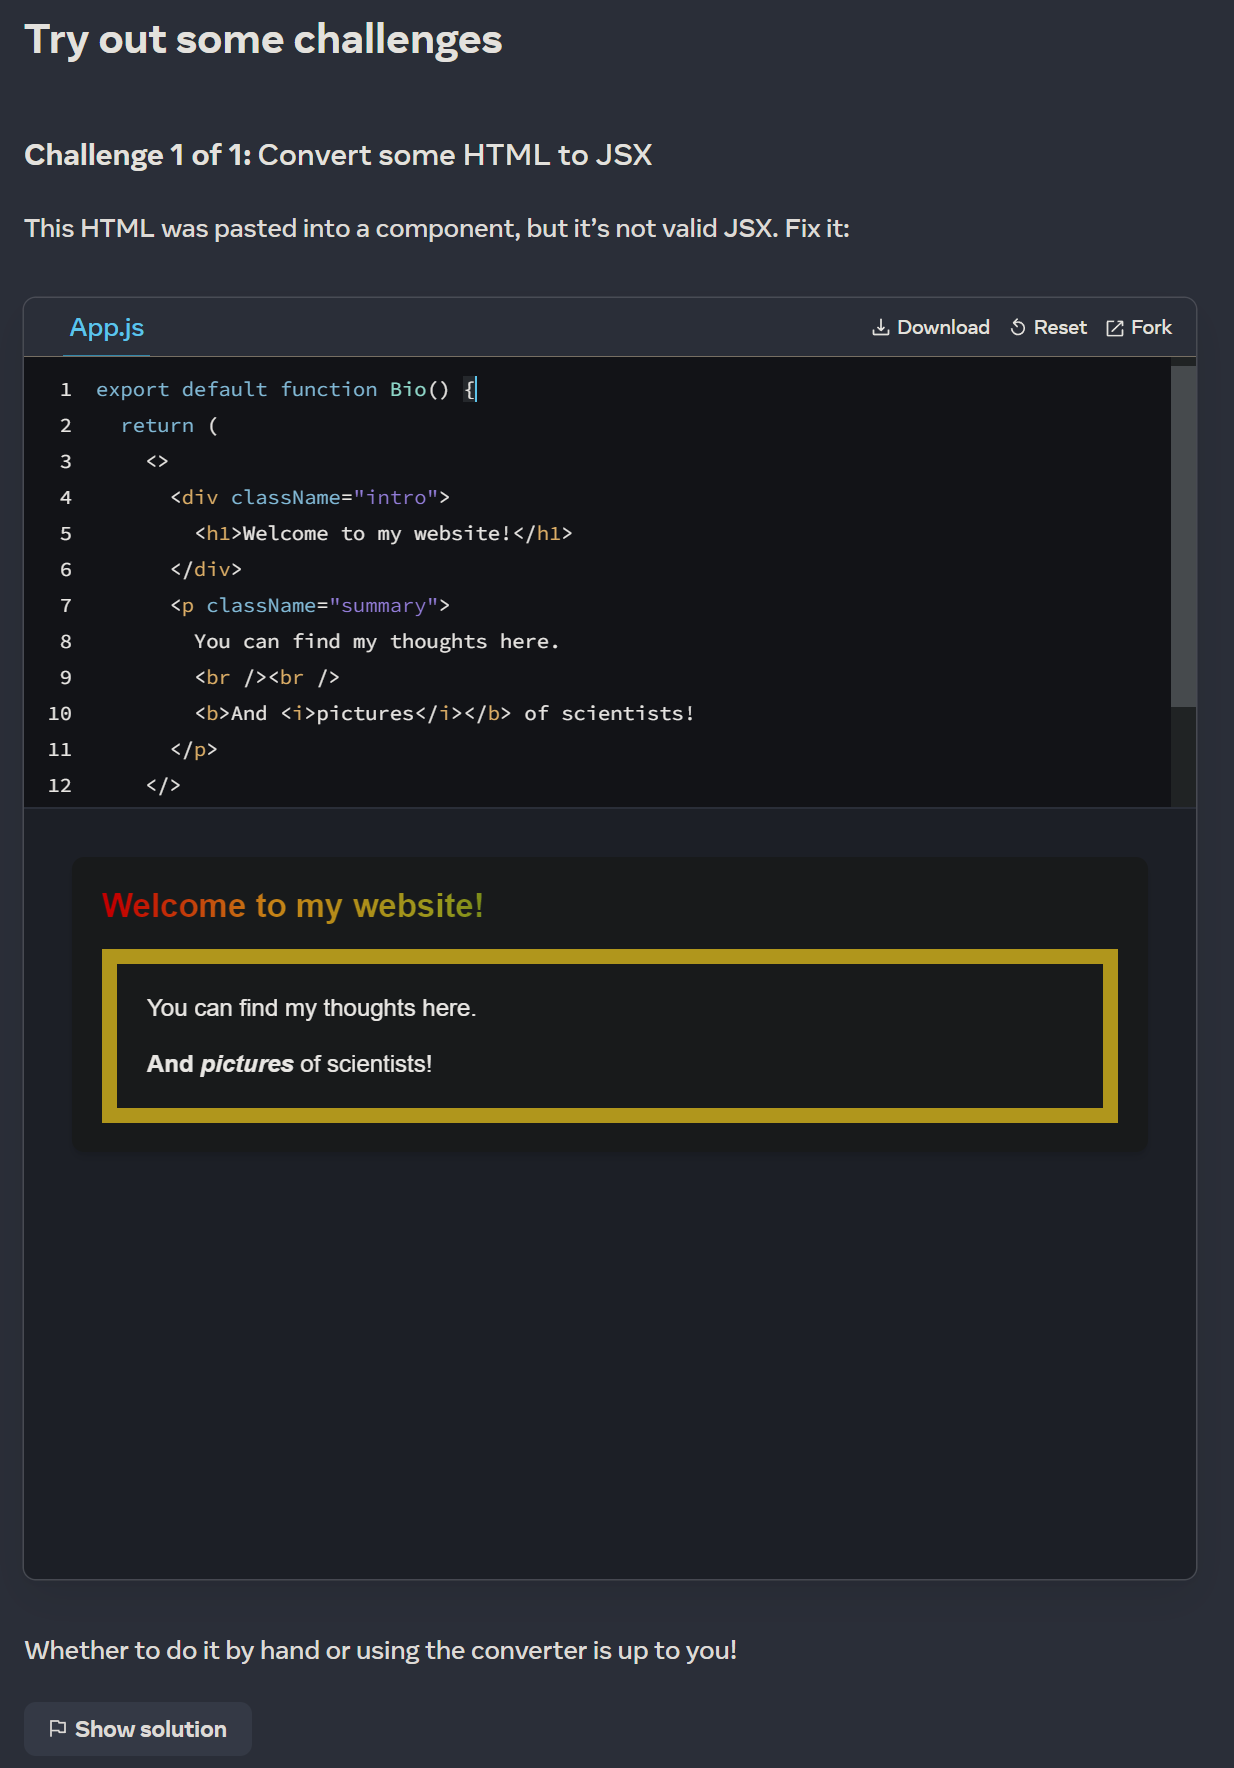 Try out some challenges
Challenge 1 of 1: Convert some HTML to JSX
This HTML was pasted into a component, but it’s not valid JSX. Fix it:
App.js
Download
Reset
Fork
1 export default function Bio() {
2   return (
3     <>
4       <div className="intro">
5         <h1>Welcome to my website!</h1>
6       </div>
7       <p className="summary">
8         You can find my thoughts here.
9         <br /><br />
10         <b>And <i>pictures</i></b> of scientists!
11       </p>
12     </>
Welcome to my website!
You can find my thoughts here.
And pictures of scientists!
Whether to do it by hand or using the converter is up to you!
Show solution